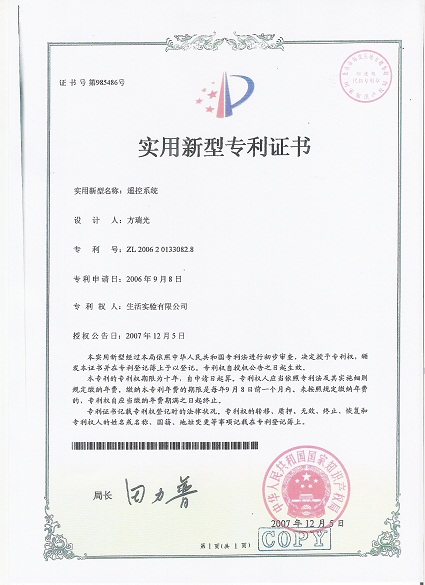 证 书 号 第985486号
实用新型专利证书
实用新型名称：遥控系统
设 计 人：方瑞光
专 利 号：ZL 2006 2 0133082.8
专利申请日：2006 年 9 月 8 日
专 利 权 人：生活实验有限公司
授权公告日：2007 年 12 月 5 日
本实用新型经过本局依照中华人民共和国专利法进行初步审查，决定授予专利权，颁
发本证书并在专利登记簿上予以登记。专利权自授权公告之日起生效。
本专利的专利权期限为十年，自申请日起算。专利权人应当依照专利法及其实施细则
规定缴纳年费。缴纳本专利年费的期限是每年9 月 8 日前一个月内。未按照规定缴纳年费
的，专利权自应当缴纳年费期满之日起终止。
专利证书记载专利权登记时的法律状况。专利权的转移、质押、无效、终止、恢复和
专利权人的姓名或名称、国籍、地址变更等事项记载在专利登记簿上。
局长 田力普
中华人民共和国国家知识产权局
2007 年 12 月 5 日
COPY
第 1 页(共 1 页)